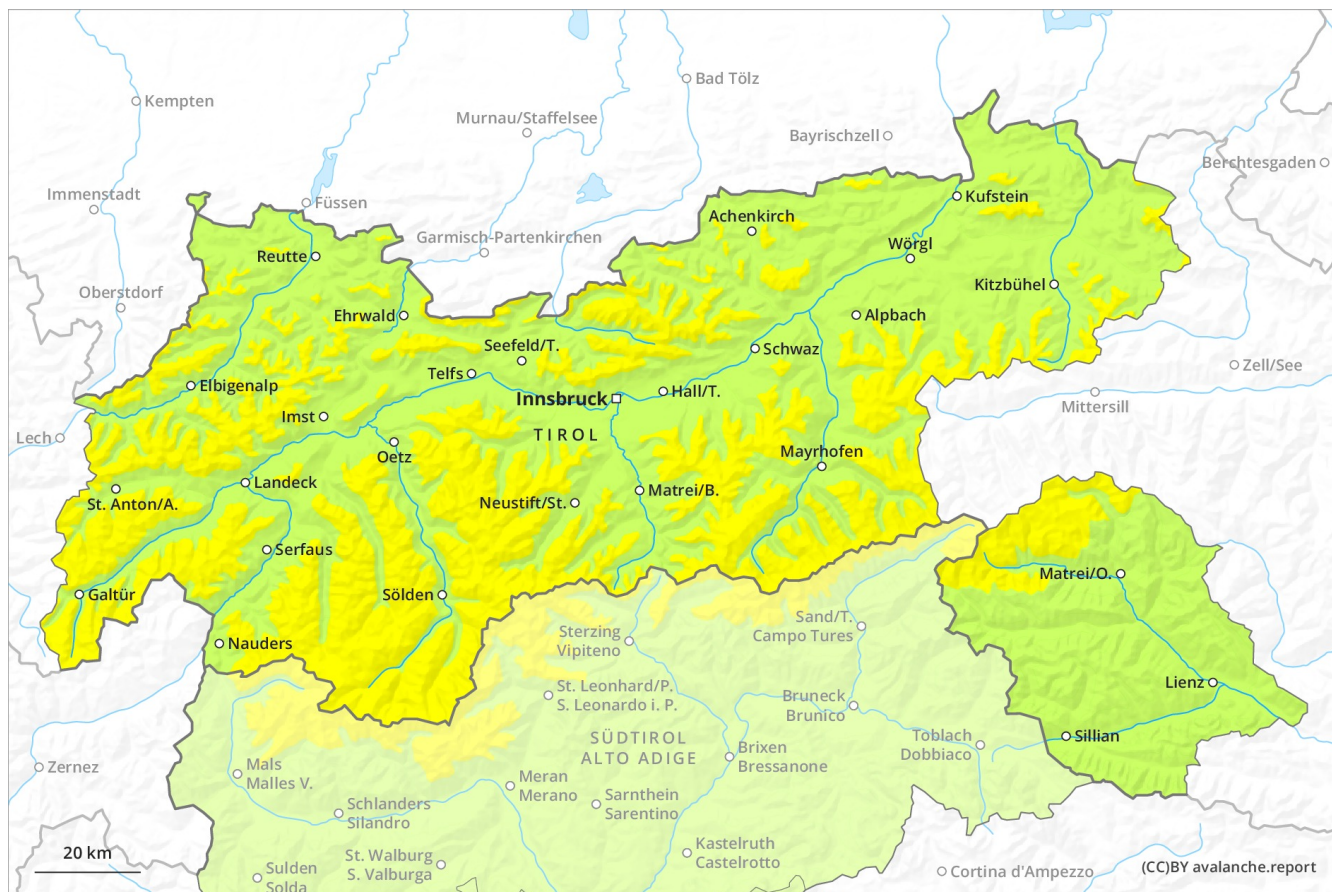 Bad Tölz
Kempten
Murnau/Staffelsee
Bayrischzell
Berchtesgaden
Immenstadt
Füssen
Kufstein
Achenkirch
Garmisch-Partenkirchen
Wörgl
Reutte
Kitzbühel
Oberstdorf
Ehrwald
Alpbach
Seefeld/T.
Schwaz
Zell/See
Telfs
Elbigenalp
Hall/T.
Innsbruck
Mittersill
Imst
Lech
TIROL
Oetz
Mayrhofen
Landeck
Matrei/B.
St. Anton/A.
Neustift/St.
Serfaus
Matrei/O.
Galtür
Sölden
Sand/T.
Campo Tures
Sterzing
Vipiteno
Nauders
St. Leonhard/P.
S. Leonardo i. P.
Bruneck
Brunico
Lienz
SÜDTIROL
ALTO ADIGE
Toblach
Dobbiaco
Sillian
Brixen
Bressanone
Mals
Malles V.
Zernez
Meran
Merano
Sarnthein
Sarentino
Schlanders
Silandro
20 km
Kastelruth
Castelrotto
St. Walburg
S. Valburga
Sulden
Solda
Cortina d'Ampezzo
(CC)BY avalanche.report